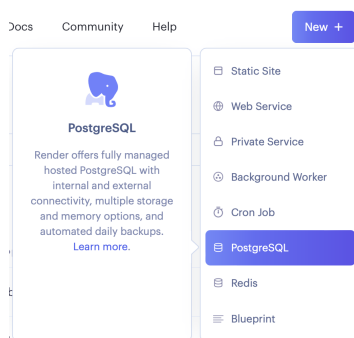 Docs Community Help New +
PostgreSQL
Render offers fully managed
hosted PostgreSQL with
internal and external
connectivity, multiple storage
and memory options, and
automated daily backups.
Learn more.
Static Site
Web Service
Private Service
Background Worker
Cron Job
PostgreSQL
Redis
Blueprint